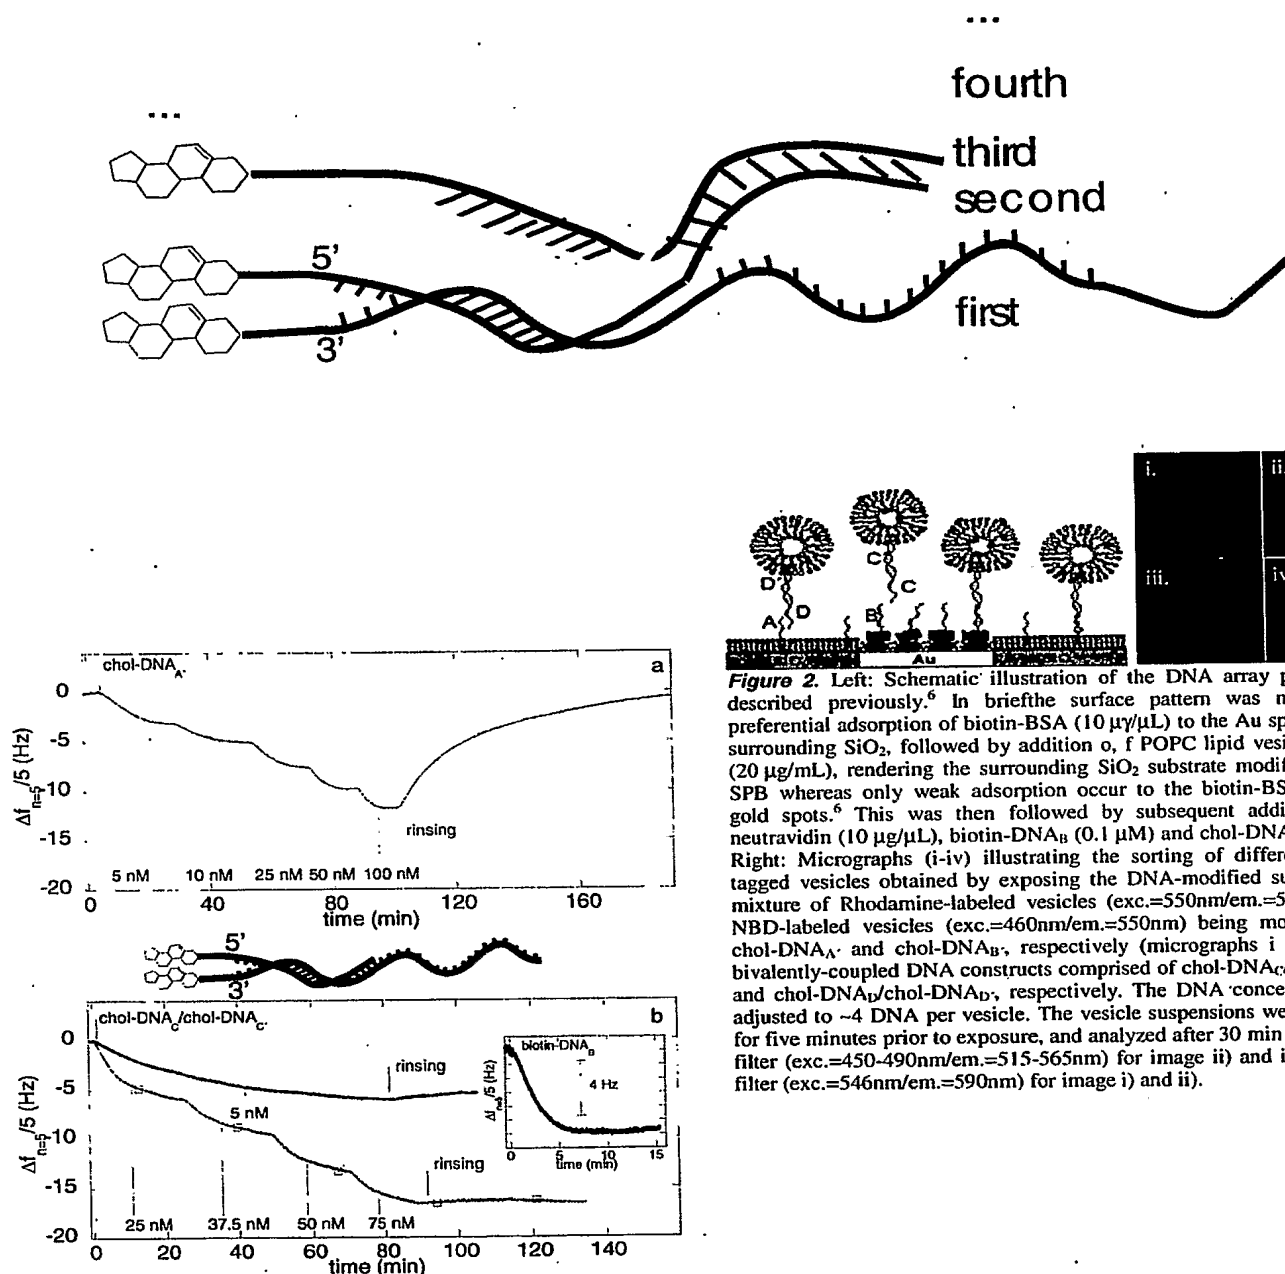 ...
fourth
...
third
second
5'
first
3'
i.
ii.
iii.
iv
D'
D
A
C
C
B
Au
Figure 2. Left: Schematic illustration of the DNA array p
described previously.6 In briefthe surface pattern was m
preferential adsorption of biotin-BSA (10 µγ/µL) to the Au sp
surrounding SiO2, followed by addition o, f POPC lipid vesi
(20 µg/mL), rendering the surrounding SiO2 substrate modif
SPB whereas only weak adsorption occur to the biotin-BS
gold spots.6 This was then followed by subsequent addi
neutravidin (10 µg/µL), biotin-DNAB (0.1 µM) and chol-DNA
Right: Micrographs (i-iv) illustrating the sorting of differe
tagged vesicles obtained by exposing the DNA-modified su
mixture of Rhodamine-labeled vesicles (exc.=550nm/em.=5
NBD-labeled vesicles (exc.=460nm/em.=550nm) being mo
chol-DNAA' and chol-DNAB', respectively (micrographs i
bivalently-coupled DNA constructs comprised of chol-DNAC
and chol-DNAD/chol-DNAD', respectively. The DNA conce
adjusted to ~4 DNA per vesicle. The vesicle suspensions we
for five minutes prior to exposure, and analyzed after 30 min
filter (exc.=450-490nm/em.=515-565nm) for image ii) and i
filter (exc.=546nm/em.=590nm) for image i) and ii).
chol-DNAA'
a
0
-5
-10
-15
-20
Δfn=5/5 (Hz)
rinsing
5 nM 10 nM 25 nM 50 nM 100 nM
0 40 80 120 160
time (min)
5'
3'
chol-DNAC/chol-DNAC'
b
0
-5
-10
-15
-20
Δfn=5/5 (Hz)
rinsing
5 nM
rinsing
25 nM 37.5 nM 50 nM 75 nM
0 20 40 60 80 100 120 140
time (min)
biotin-DNAB
4 Hz
Δfn=5/5 (Hz)
0 5 10 15
time (min)